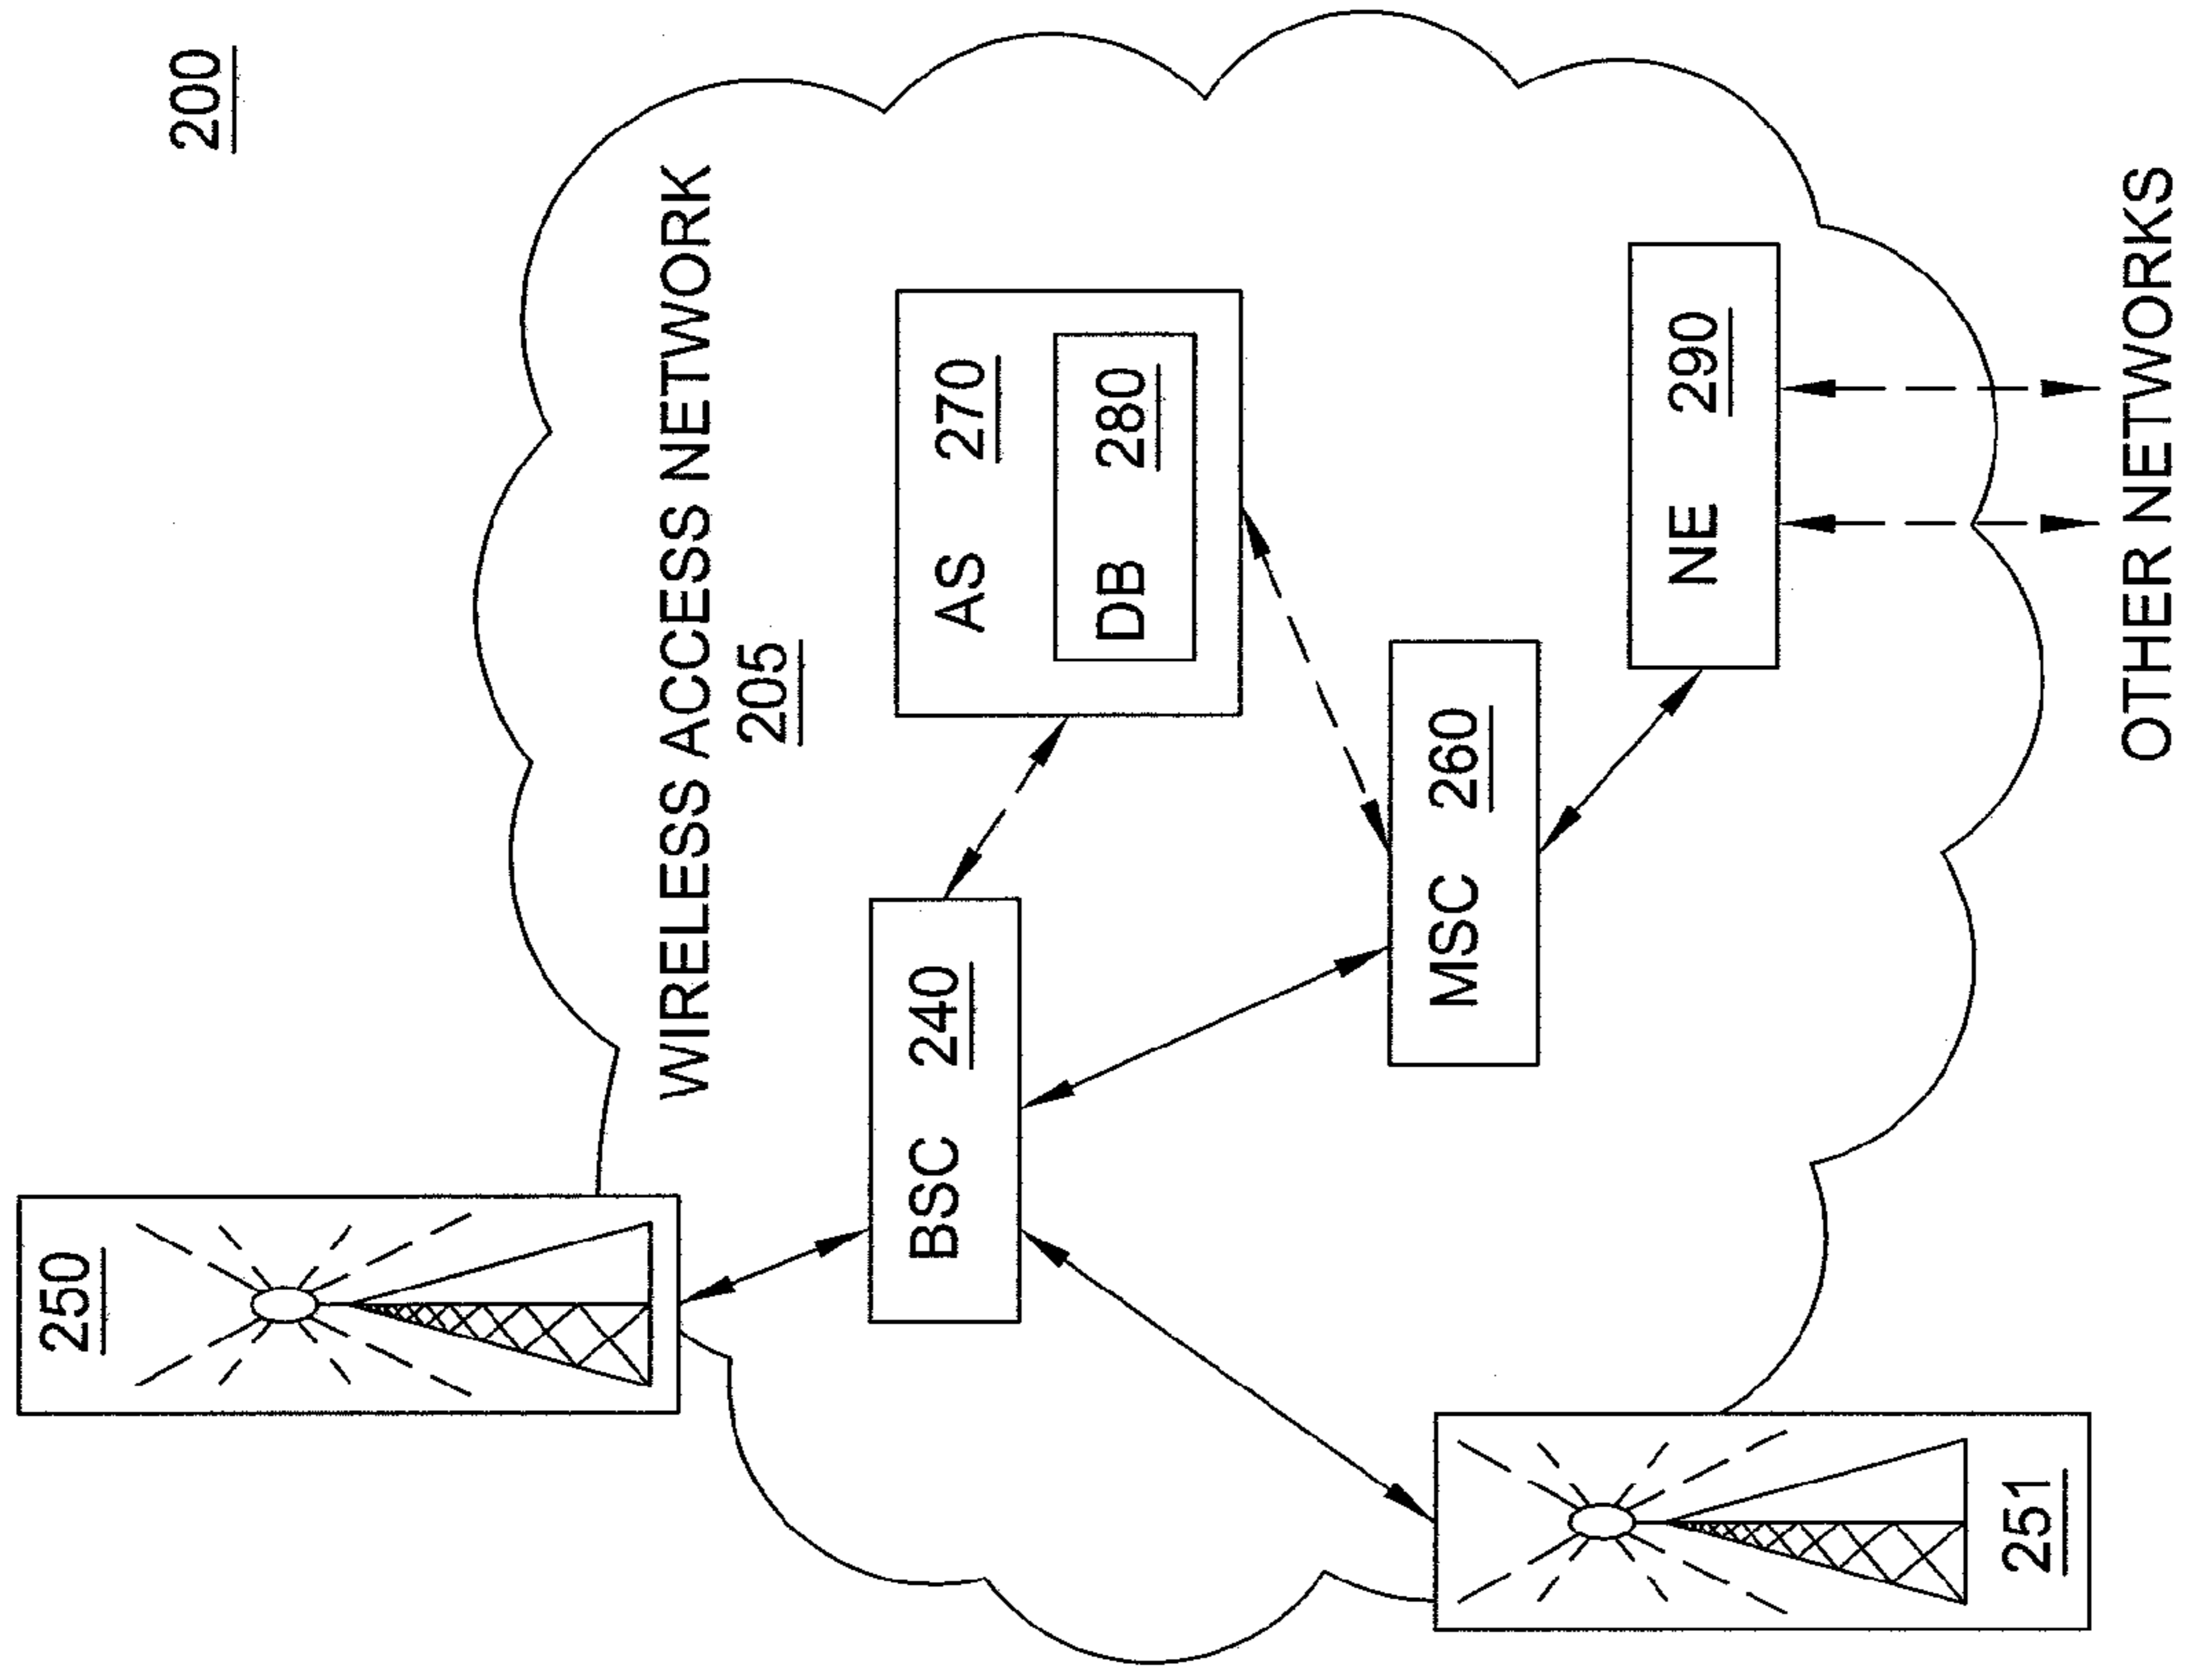 200
WIRELESS ACCESS NETWORK
205
250
AS 270
DB 280
BSC 240
MSC 260
NE 290
251
OTHER NETWORKS